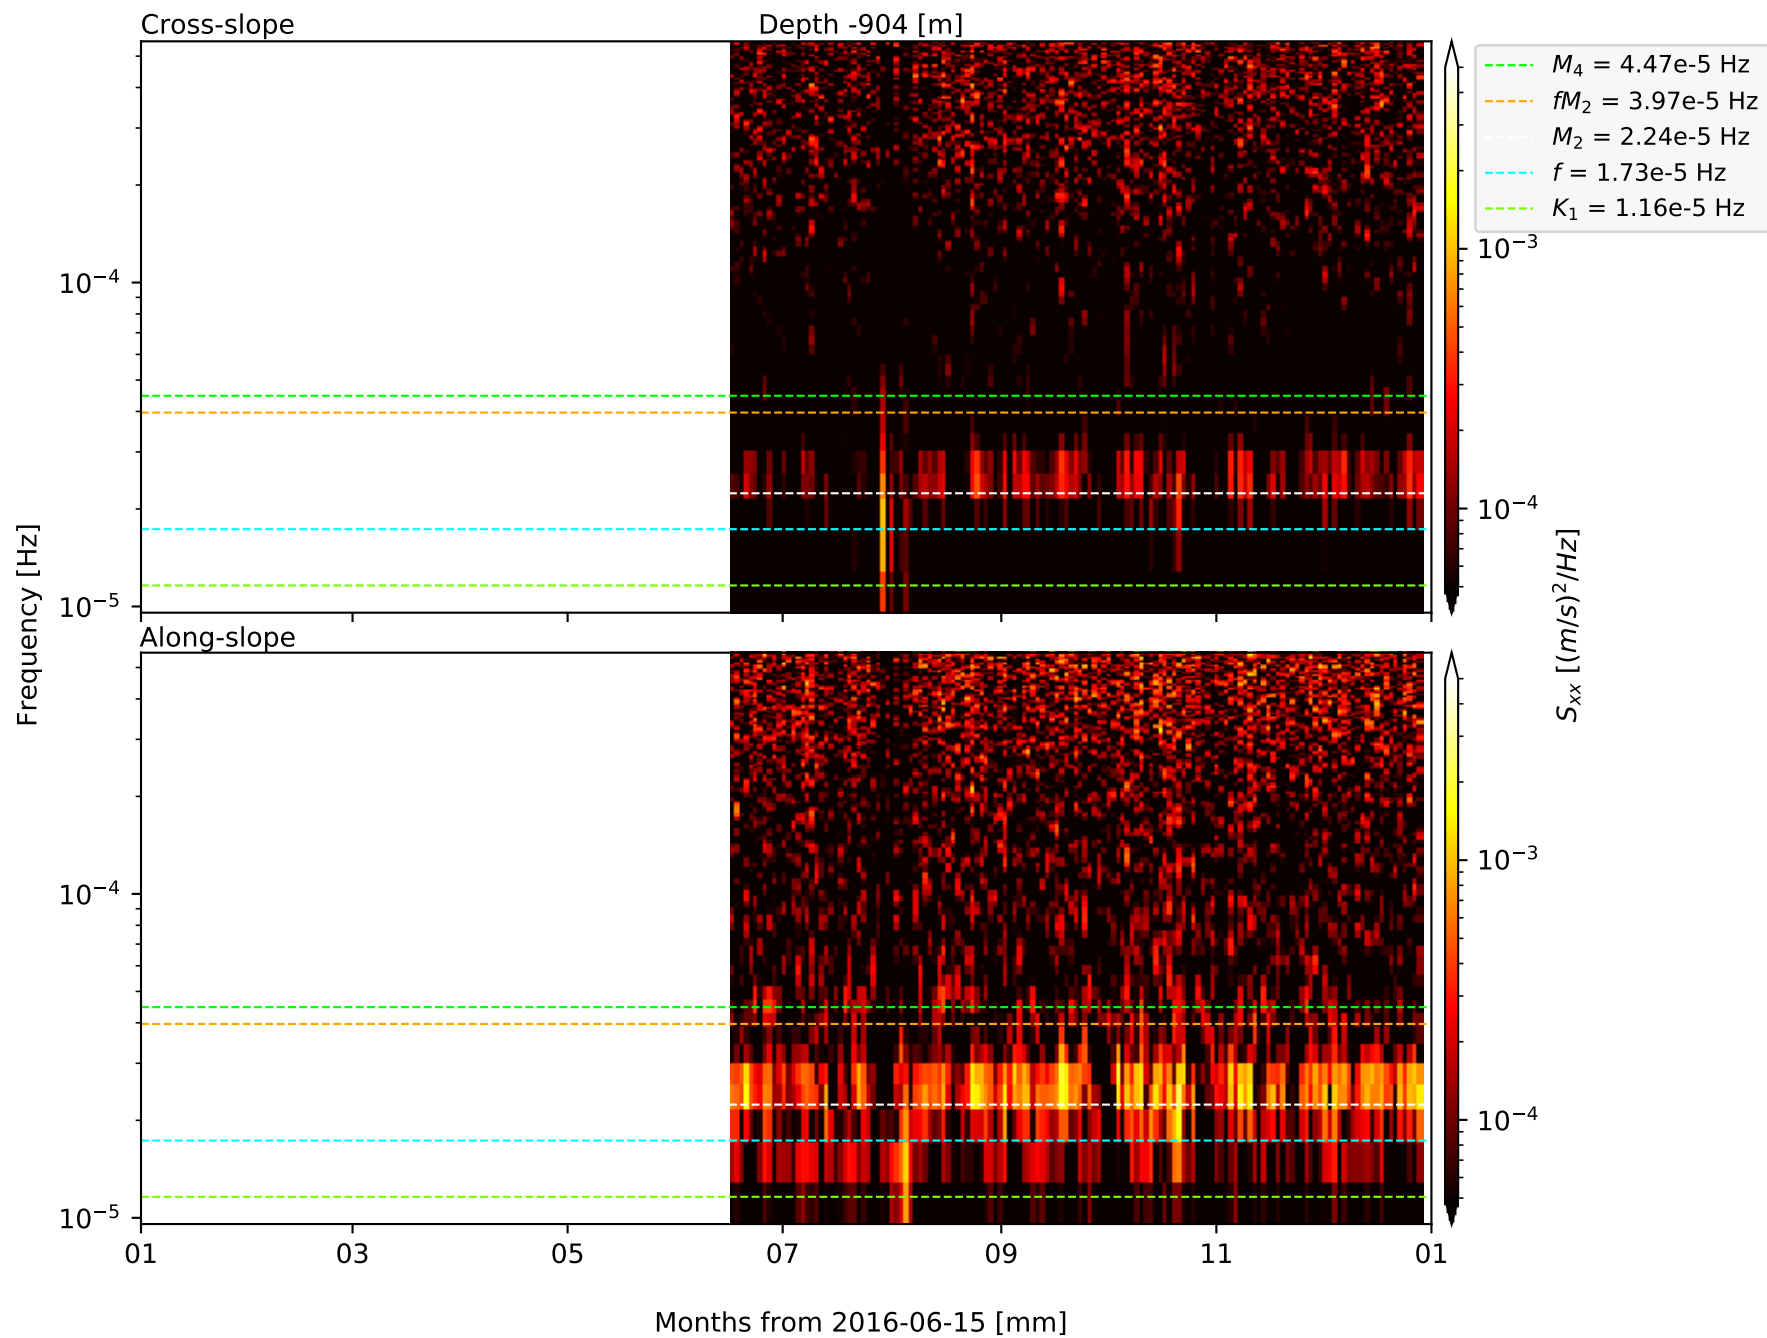 Cross-slope
Depth -904 [m]
M₄ = 4.47e-5 Hz
fM₂ = 3.97e-5 Hz
M₂ = 2.24e-5 Hz
f = 1.73e-5 Hz
K₁ = 1.16e-5 Hz
10⁻³
10⁻⁴
10⁻⁴
10⁻⁵
Frequency [Hz]
Sₓₓ [(m/s)²/Hz]
Along-slope
10⁻³
10⁻⁴
10⁻⁴
10⁻⁵
01 03 05 07 09 11 01
Months from 2016-06-15 [mm]